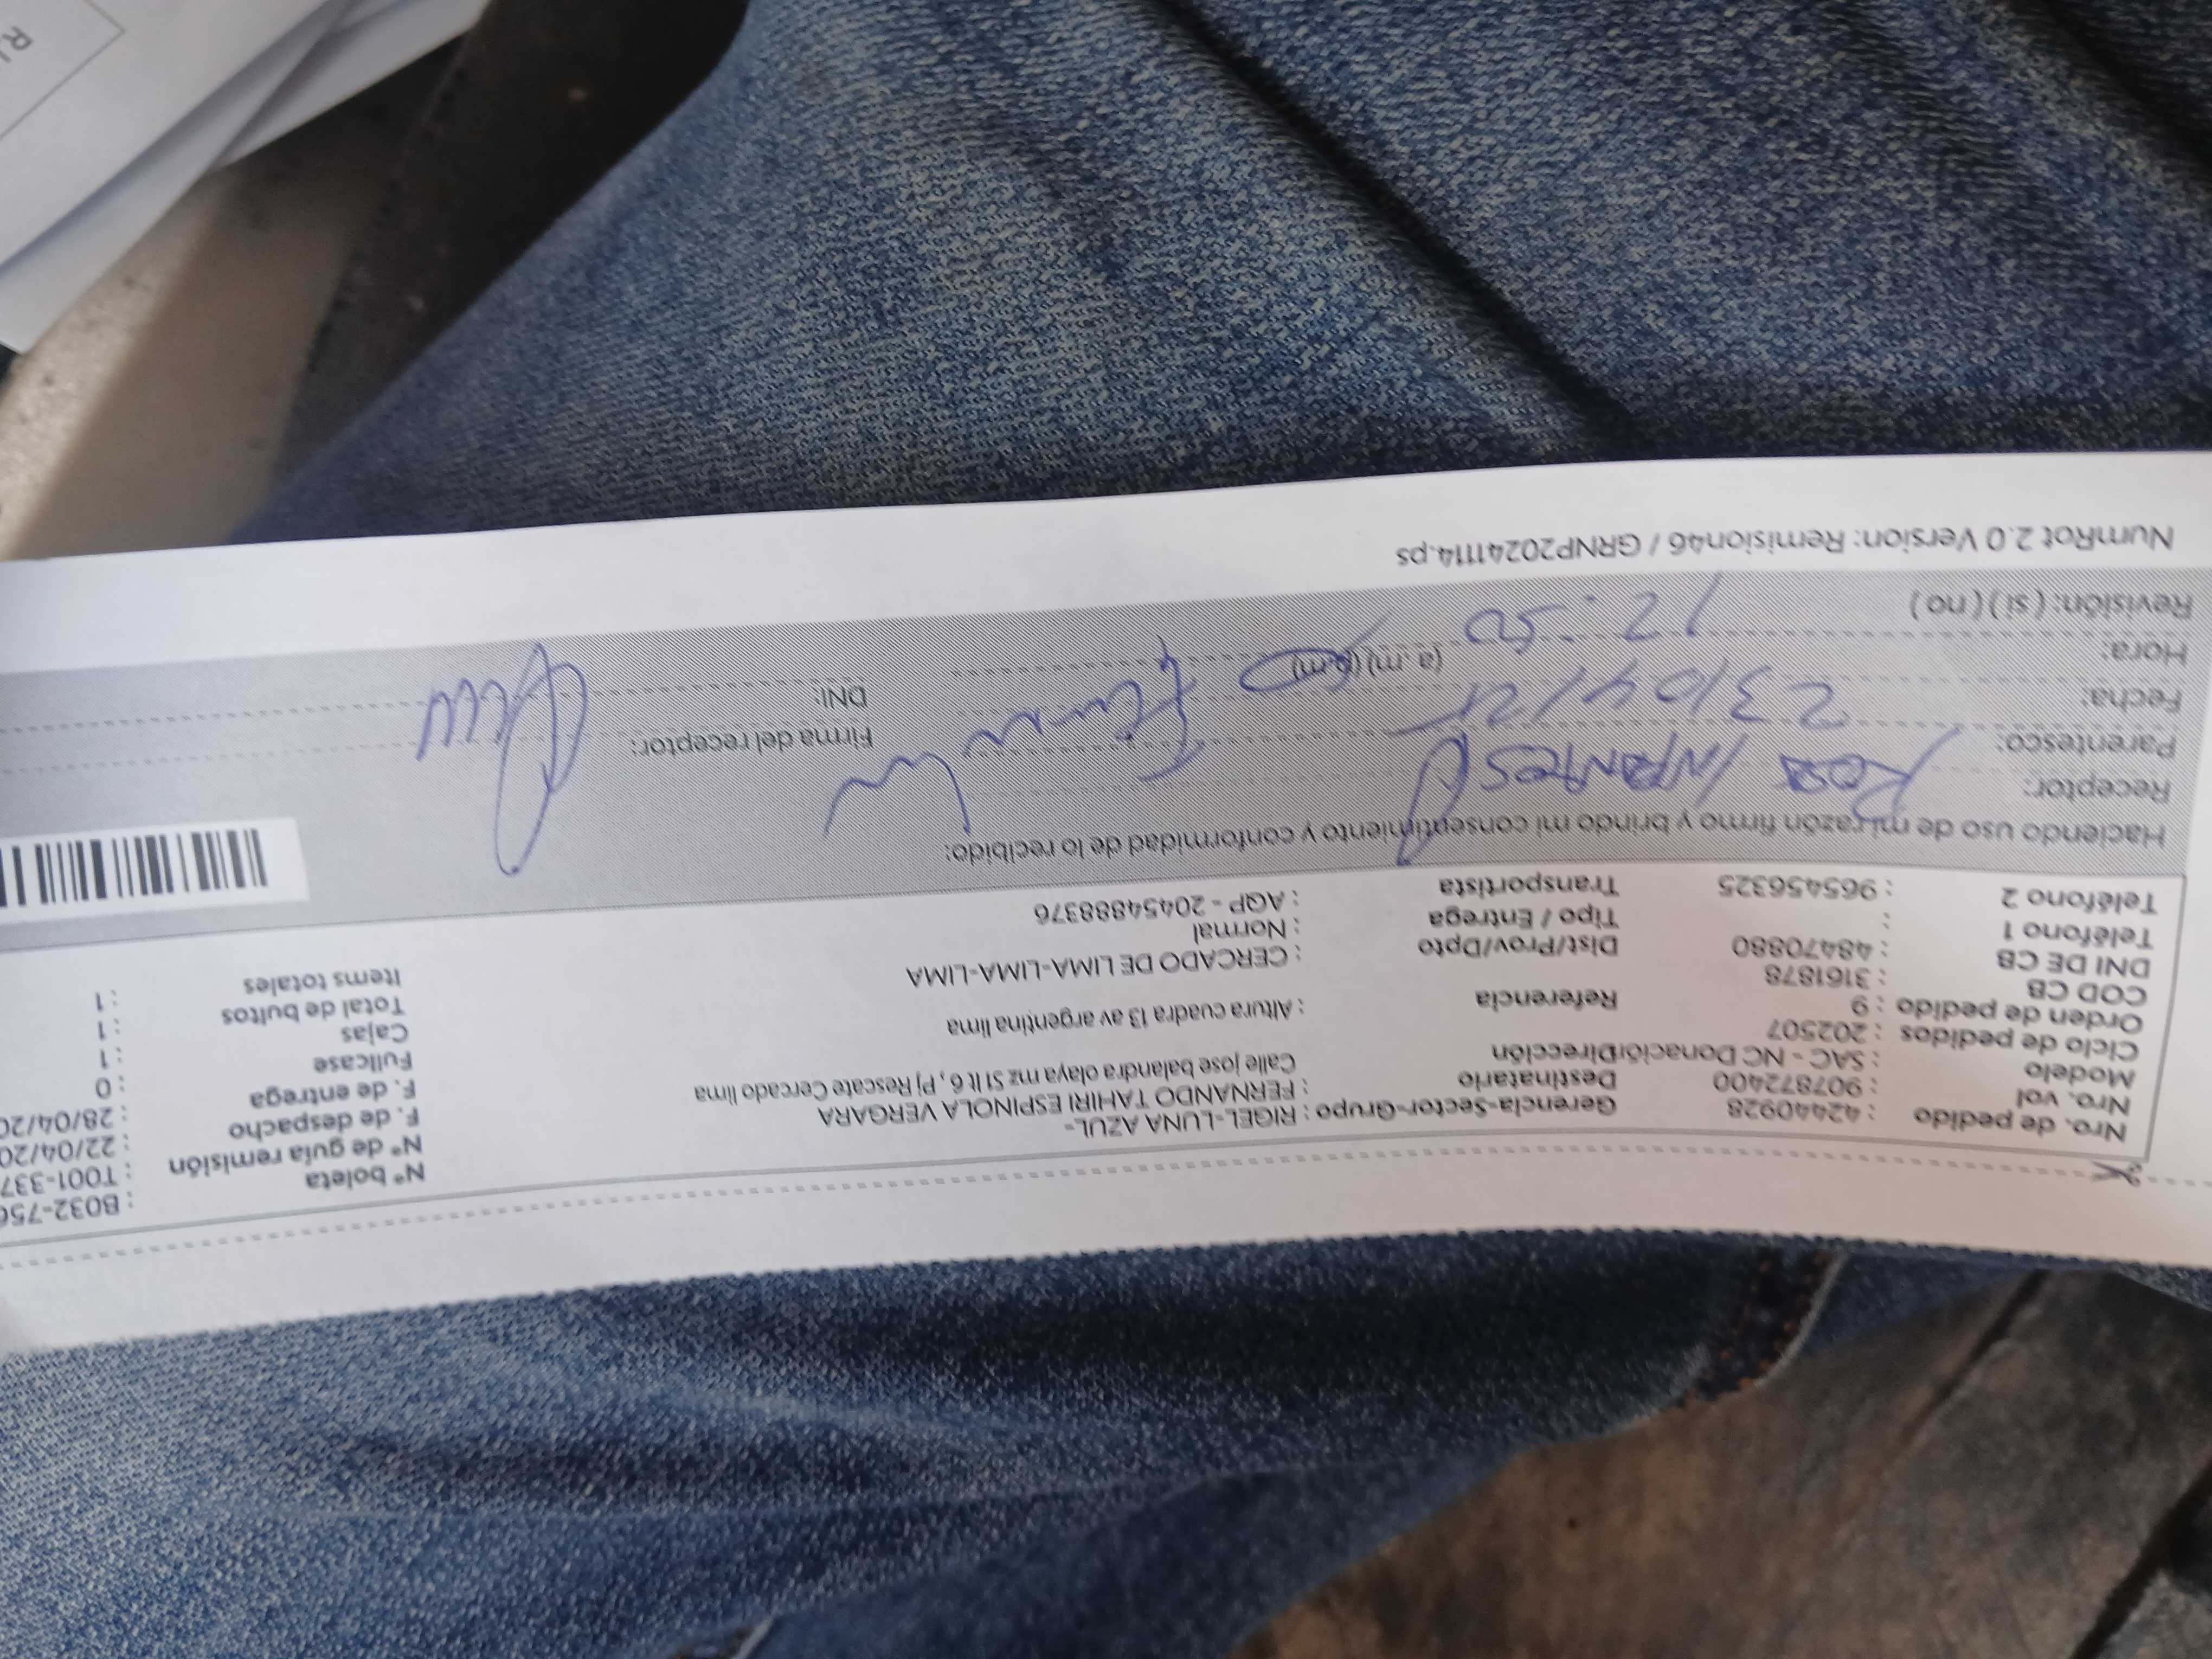 Nro. de pedido : 42440928 Gerencia-Sector-Grupo : RIGEL-LUNA AZUL- N° boleta : B032-756
Nro. vol : 907872400 Destinatario : FERNANDO TAHIRI ESPINOLA VERGARA N° de guía remisión : T001-337
Modelo : SAC - NC Donación Dirección Calle jose balandra olaya mz S1 lt 6, Pj Rescate Cercado lima F. de despacho : 22/04/20
Ciclo de pedidos : 202507 F. de entrega : 28/04/20
Orden de pedido : 9 Referencia : Altura cuadra 13 av argentina lima Fullcase : 0
COD CB : 3161878 Cajas : 1
DNI DE CB : 48470880 Dist/Prov/Dpto : CERCADO DE LIMA-LIMA-LIMA Total de bultos : 1
Teléfono 1 : Tipo / Entrega : Normal Items totales : 1
Teléfono 2 : 965456325 Transportista : AQP - 20454888376
Haciendo uso de mi razón firmo y brindo mi consentimiento y conformidad de lo recibido:
Receptor: Rosa INFANTES
Parentesco: Firma del receptor:
Fecha: 23/04/21 DNI:
Hora: 12:50 (a.m) (p.m)
Revisión: ( si ) ( no )
NumRot 2.0 Version: Remision46 / GRNP20241114.ps